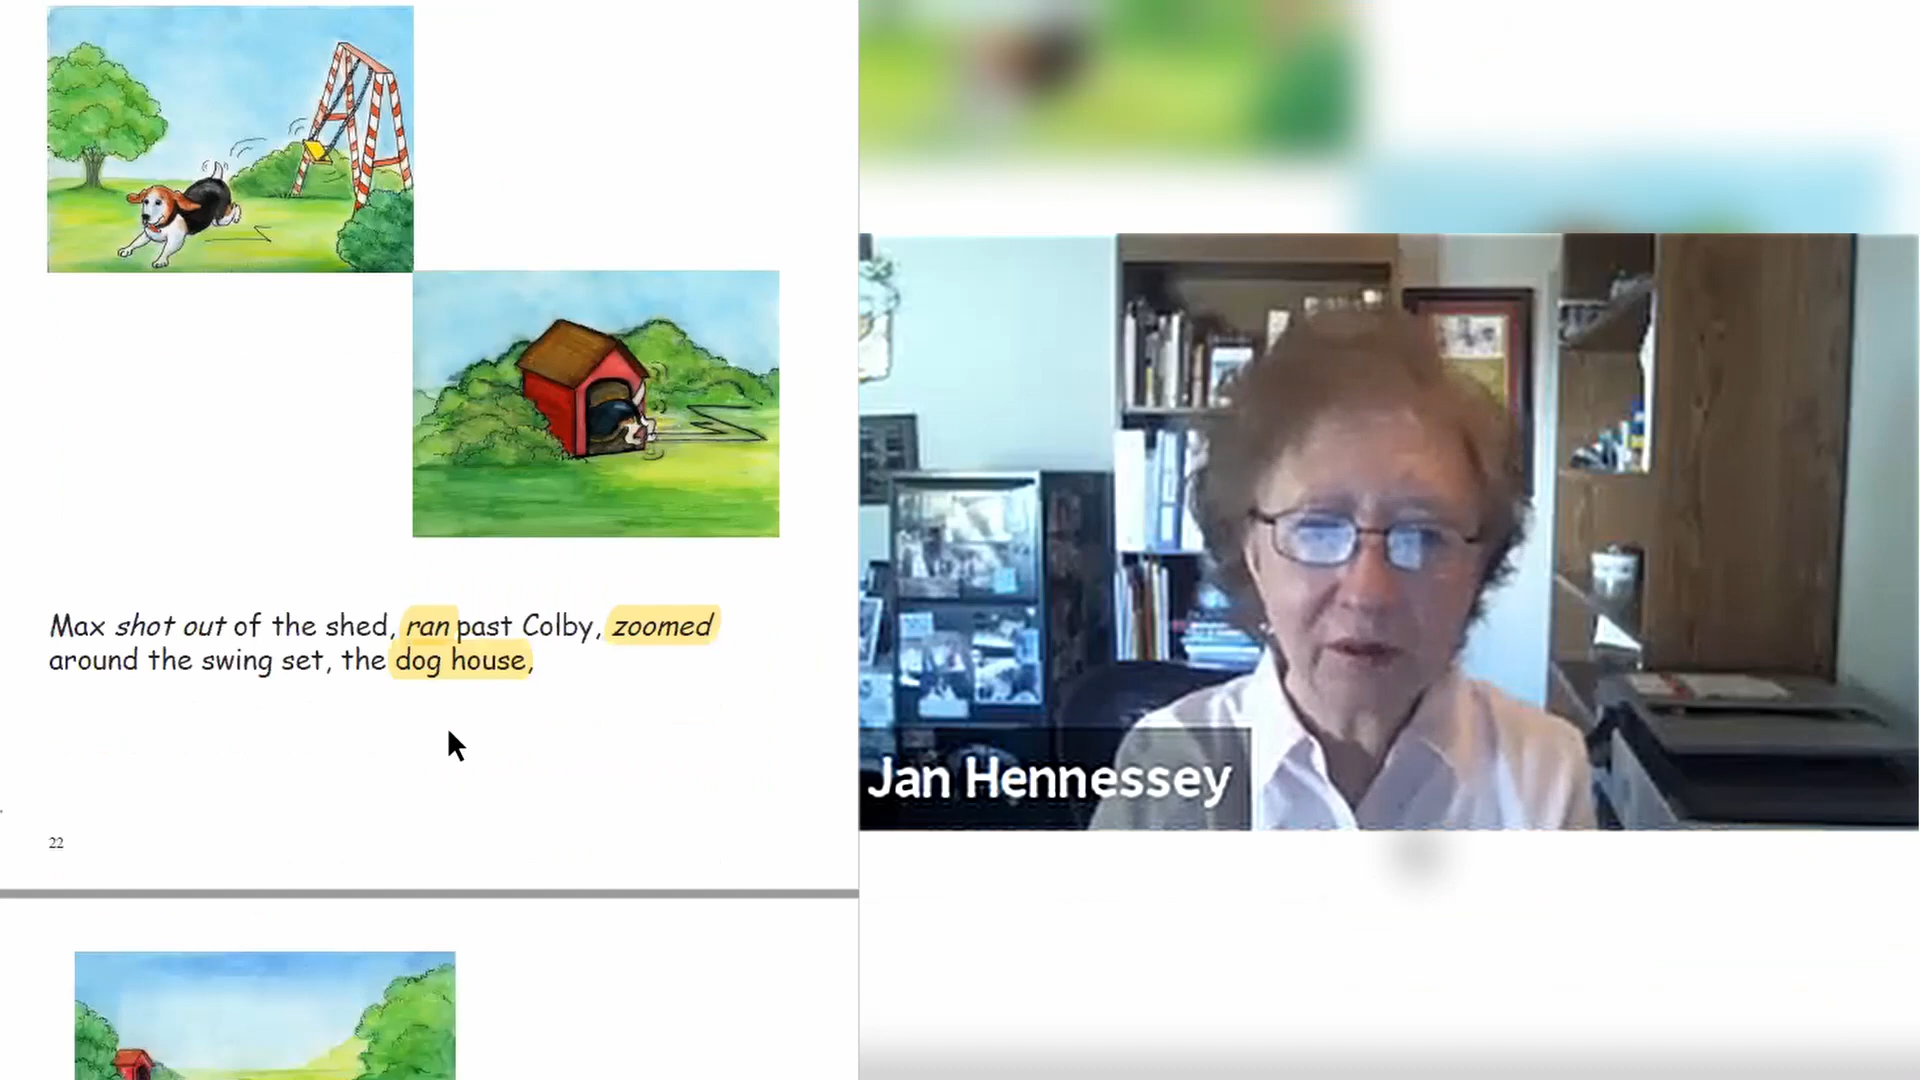 Max shot out of the shed, ran past Colby, zoomed
around the swing set, the dog house,
22
Jan Hennessey